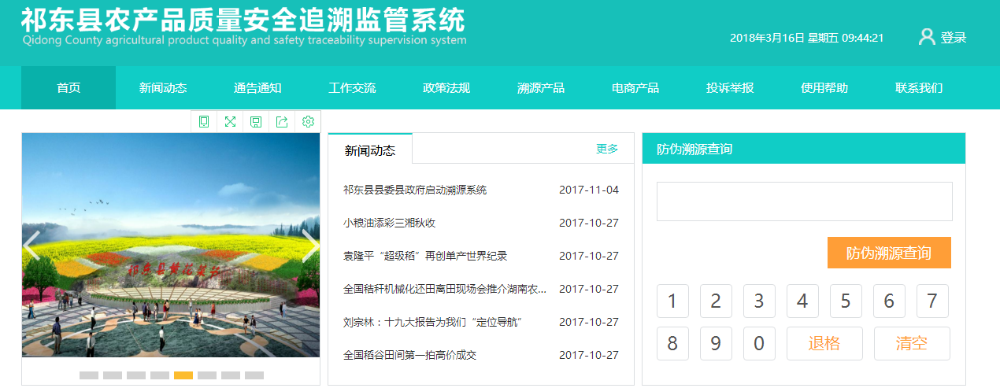 祁东县农产品质量安全追溯监管系统
Qidong County agricultural product quality and safety traceability supervision system
2018年3月16日 星期五 09:44:21 登录
首页 新闻动态 通告通知 工作交流 政策法规 溯源产品 电商产品 投诉举报 使用帮助 联系我们
祁东县黄花菜
新闻动态 更多
祁东县县委县政府启动溯源系统 2017-11-04
小粮油添彩三湘秋收 2017-10-27
袁隆平“超级稻”再创单产世界纪录 2017-10-27
全国秸秆机械化还田离田现场会推介湖南农... 2017-10-27
刘宗林：十九大报告为我们“定位导航” 2017-10-27
全国稻谷田间第一拍高价成交 2017-10-27
防伪溯源查询
防伪溯源查询
1 2 3 4 5 6 7
8 9 0 退格 清空